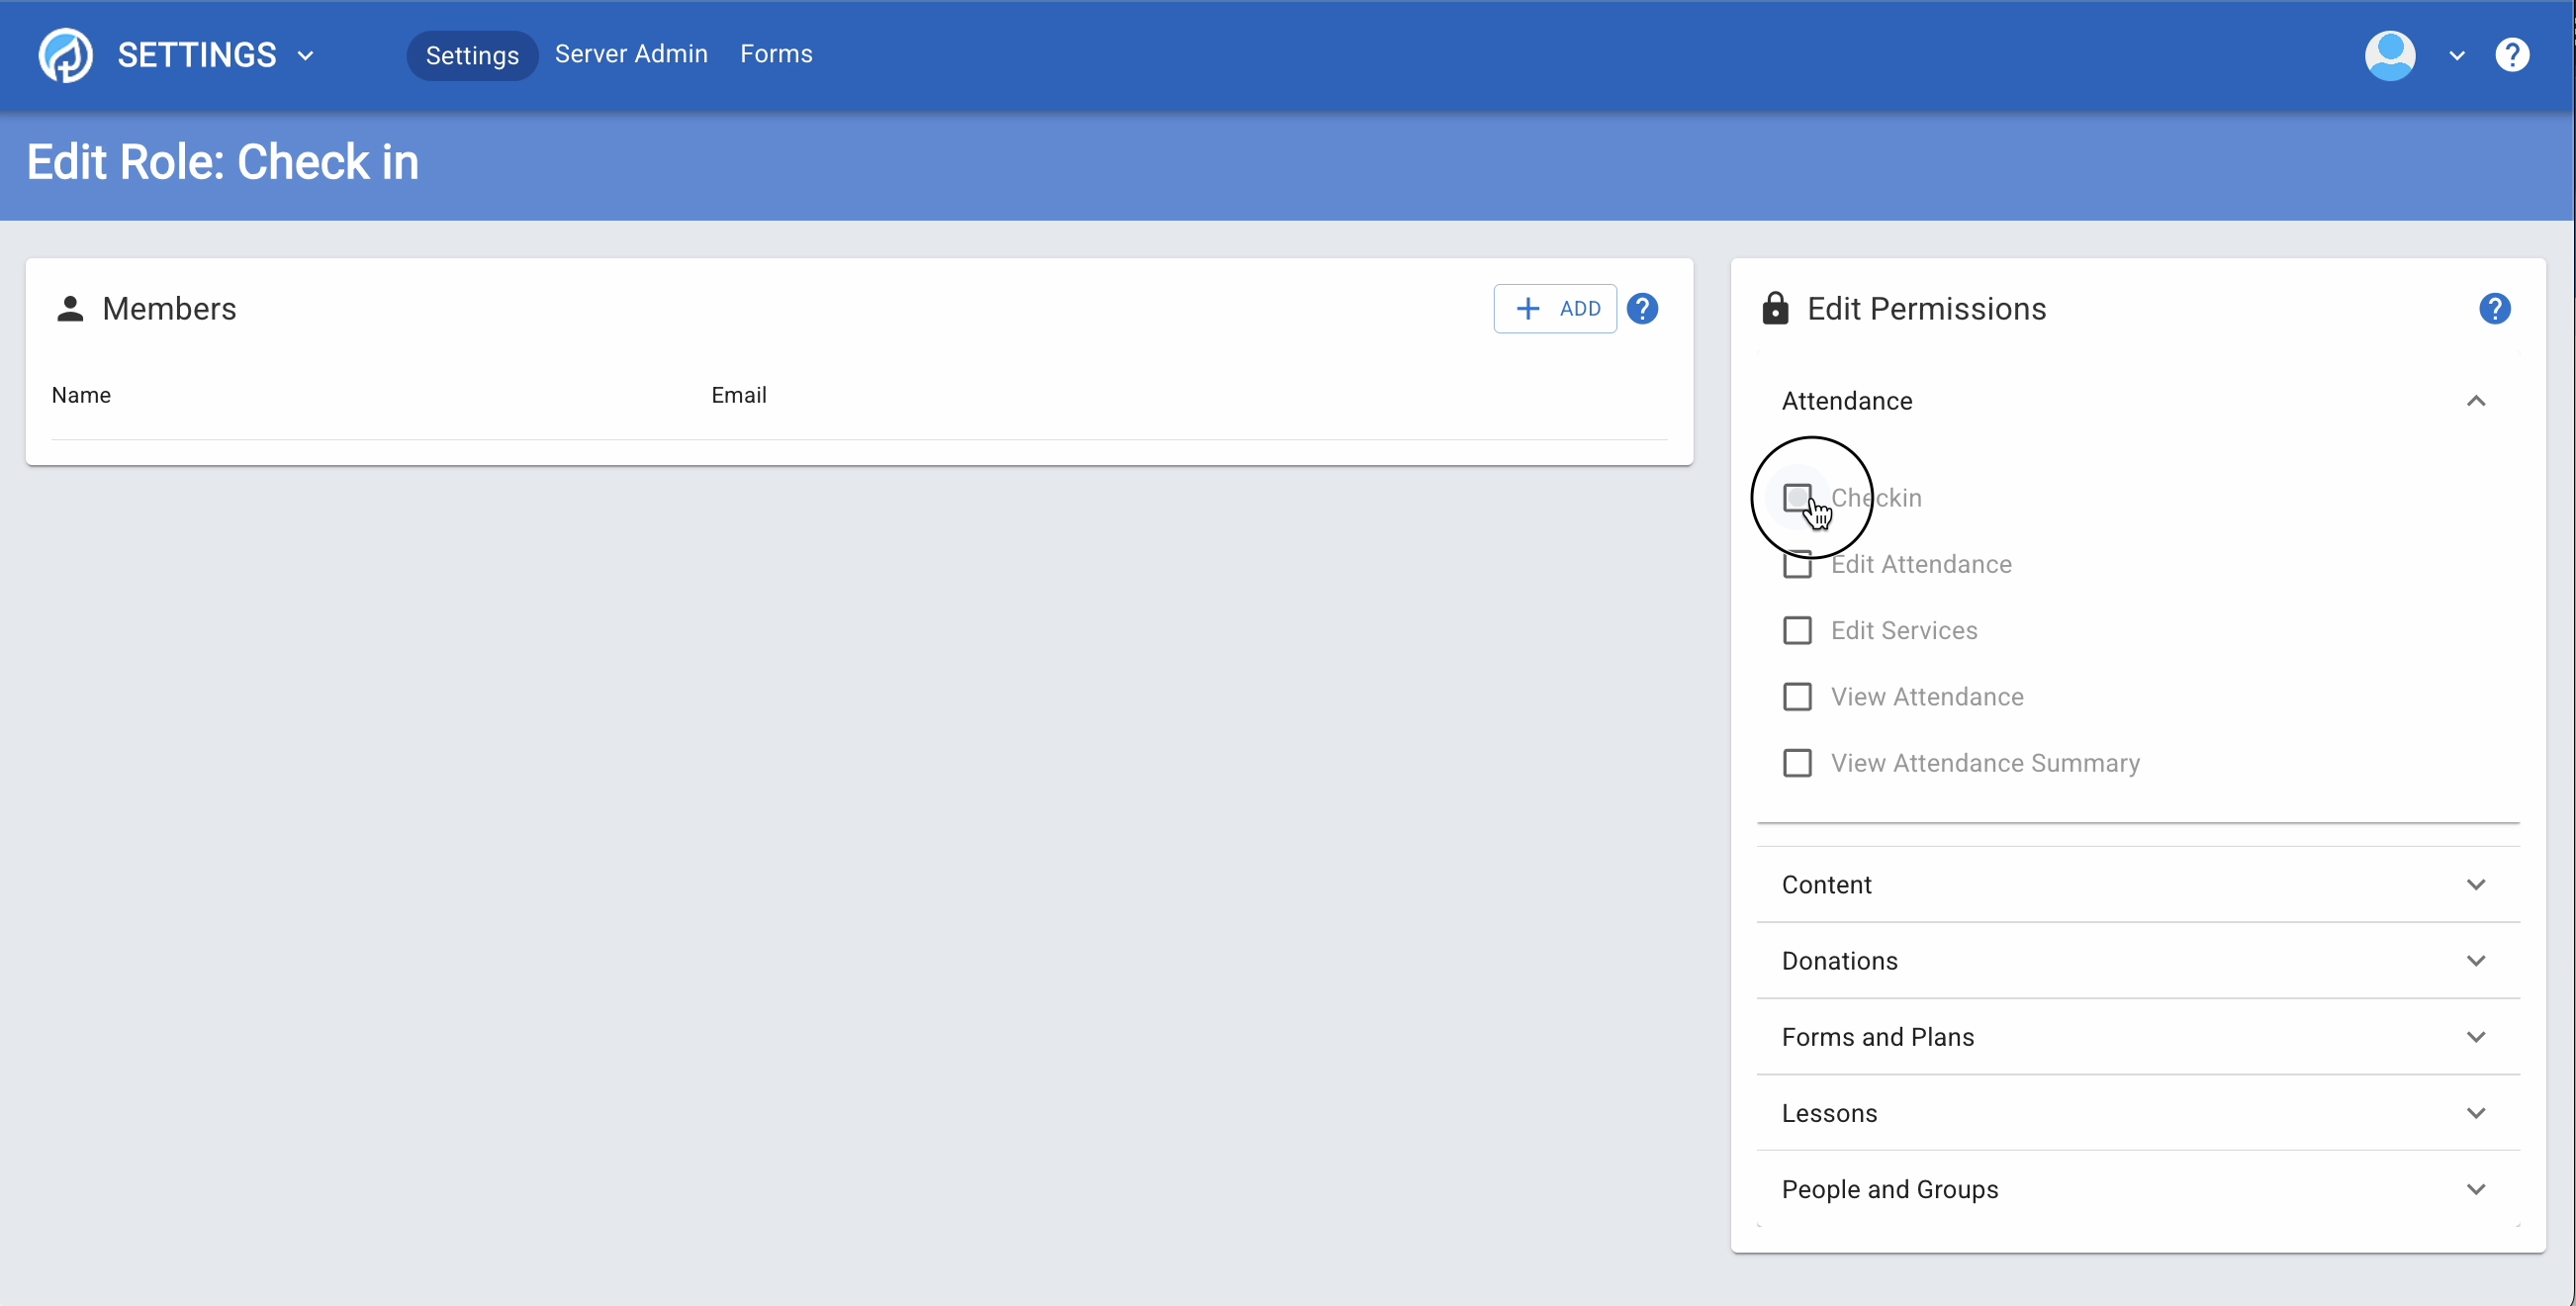 SETTINGS
Settings
Server Admin
Forms
?
Edit Role: Check in
Members
ADD
?
Name
Email
Edit Permissions
?
Attendance
Checkin
Edit Attendance
Edit Services
View Attendance
View Attendance Summary
Content
Donations
Forms and Plans
Lessons
People and Groups